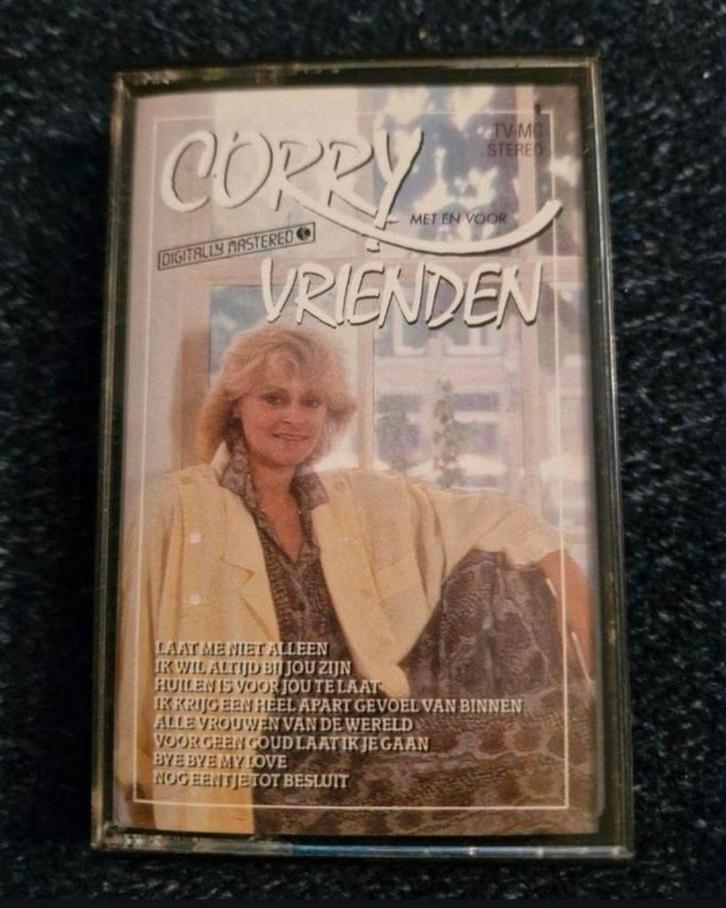 CORRY
TV-MC
STEREO
MET EN VOOR
DIGITALLY MASTERED
VRIENDEN
LAAT ME NIET ALLEEN
IK WIL ALTIJD BIJ JOU ZIJN
HUILEN IS VOOR JOU TE LAAT
IK KRIJG EEN HEEL APART GEVOEL VAN BINNEN
ALLE VROUWEN VAN DE WERELD
VOOR GEEN GOUD LAAT IK JE GAAN
BYE BYE MY LOVE
NOG EENTJE TOT BESLUIT